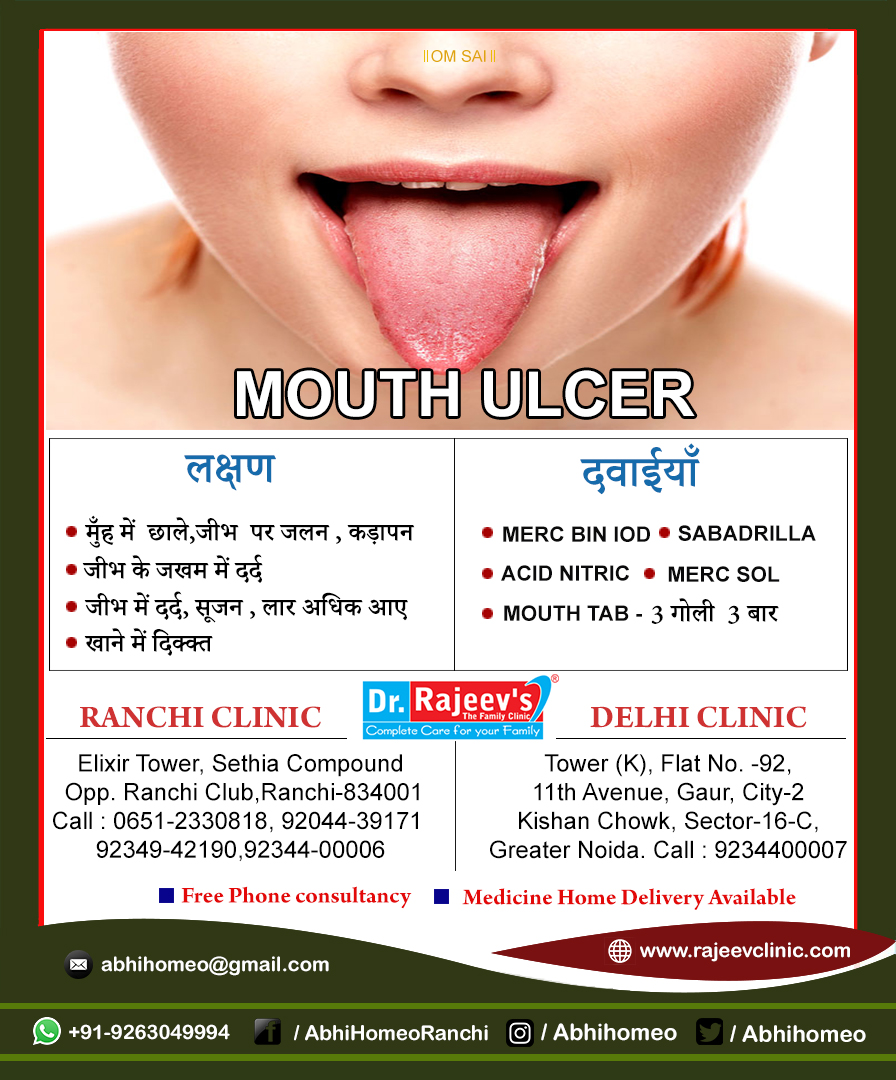 ॥ OM SAI ॥
MOUTH ULCER
लक्षण
मुँह में छाले,जीभ पर जलन , कड़ापन
जीभ के जखम में दर्द
जीभ में दर्द, सूजन , लार अधिक आए
खाने में दिक्क्त
दवाईयाँ
MERC BIN IOD • SABADRILLA
ACID NITRIC • MERC SOL
MOUTH TAB - 3 गोली 3 बार
Dr. Rajeev's ®
The Family Clinic
Complete Care for your Family
RANCHI CLINIC
Elixir Tower, Sethia Compound
Opp. Ranchi Club,Ranchi-834001
Call : 0651-2330818, 92044-39171
92349-42190,92344-00006
DELHI CLINIC
Tower (K), Flat No. -92,
11th Avenue, Gaur, City-2
Kishan Chowk, Sector-16-C,
Greater Noida. Call : 9234400007
Free Phone consultancy
Medicine Home Delivery Available
www.rajeevclinic.com
abhihomeo@gmail.com
+91-9263049994
/ AbhiHomeoRanchi
/ Abhihomeo
/ Abhihomeo